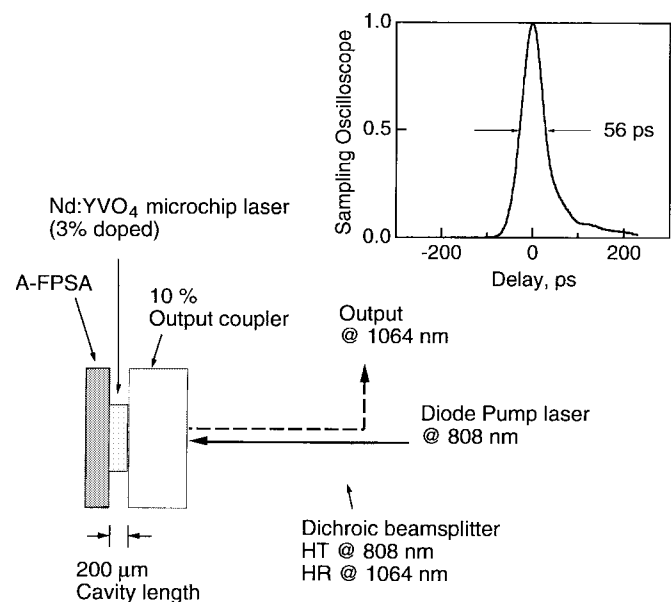 1.0
0.5
0.0
Sampling Oscilloscope
56 ps
-200
0
200
Delay, ps
Nd:YVO₄ microchip laser
(3% doped)
A-FPSA
10 %
Output coupler
Output
@ 1064 nm
Diode Pump laser
@ 808 nm
Dichroic beamsplitter
HT @ 808 nm
HR @ 1064 nm
200 μm
Cavity length